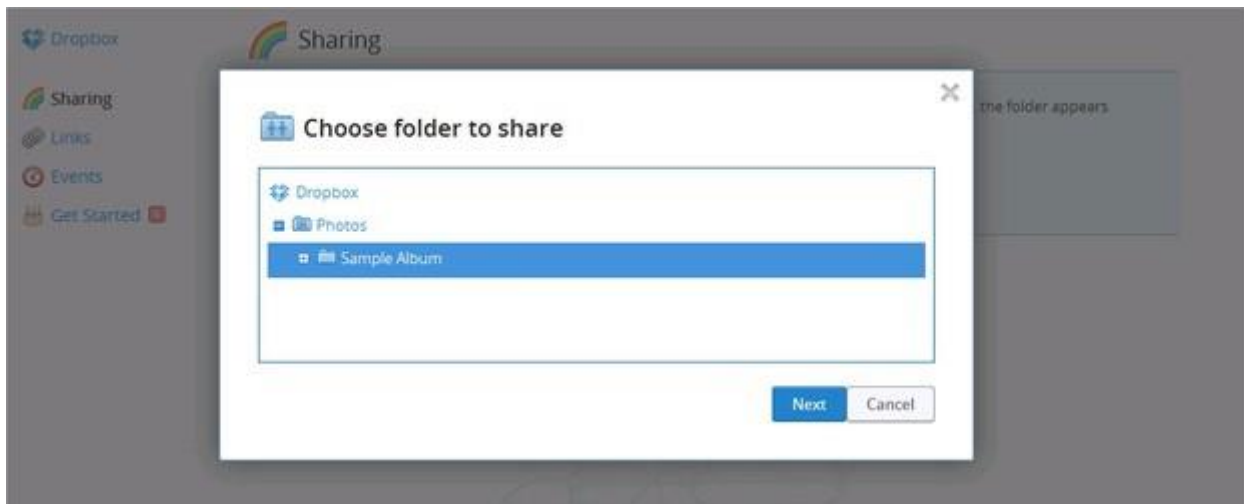 Dropbox
Sharing
Sharing
Links
Events
Get Started
the folder appears
Choose folder to share
Dropbox
Photos
Sample Album
Next
Cancel